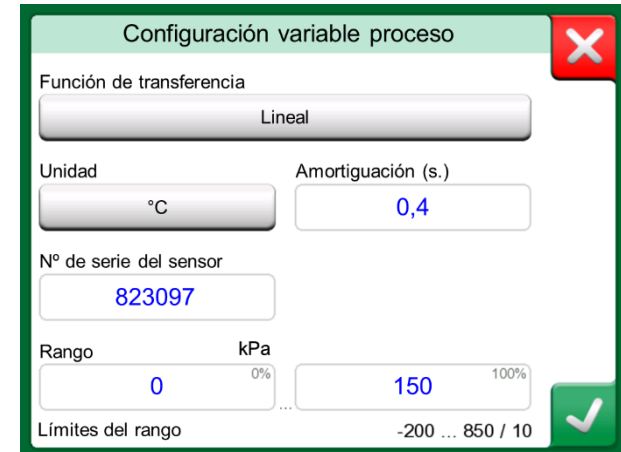 Configuración variable proceso
Función de transferencia
Lineal
Unidad
Amortiguación (s.)
°C
0,4
Nº de serie del sensor
823097
Rango kPa
0 0% ... 150 100%
Límites del rango -200 ... 850 / 10